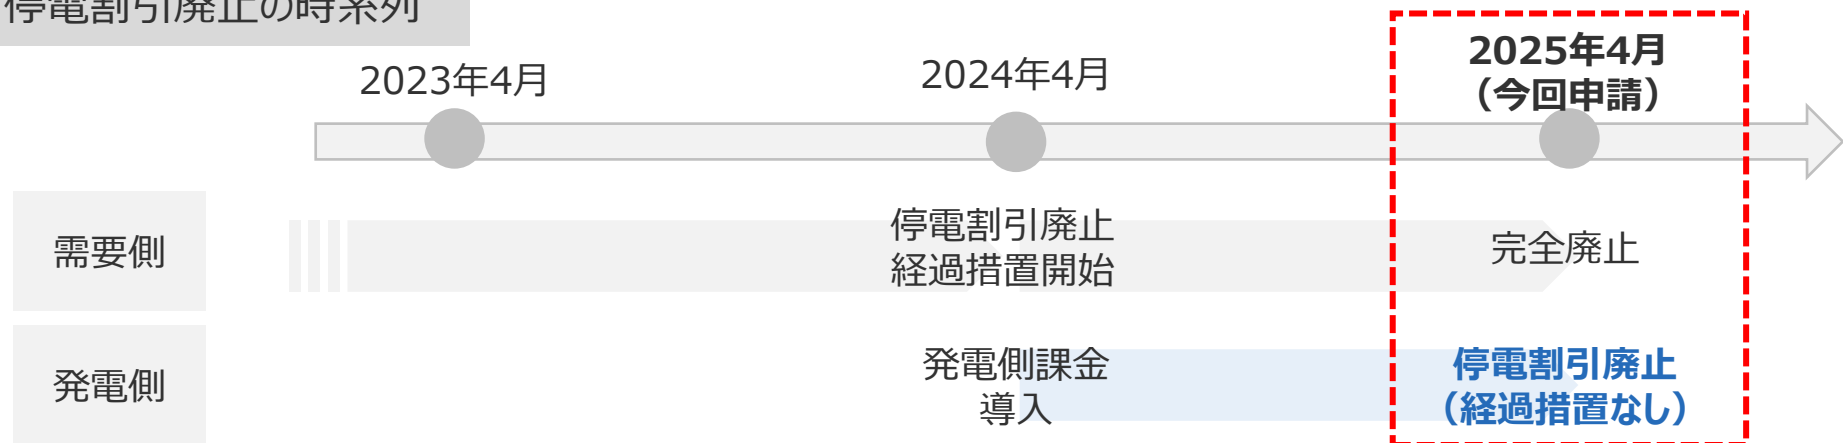 停電割引廃止の時系列
2023年4月
2024年4月
2025年4月
（今回申請）
需要側
停電割引廃止
経過措置開始
完全廃止
発電側
発電側課金
導入
停電割引廃止
（経過措置なし）